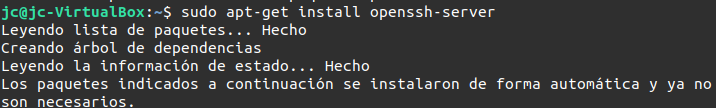 jc@jc-VirtualBox:~$ sudo apt-get install openssh-server
Leyendo lista de paquetes... Hecho
Creando árbol de dependencias
Leyendo la información de estado... Hecho
Los paquetes indicados a continuación se instalaron de forma automática y ya no
son necesarios.